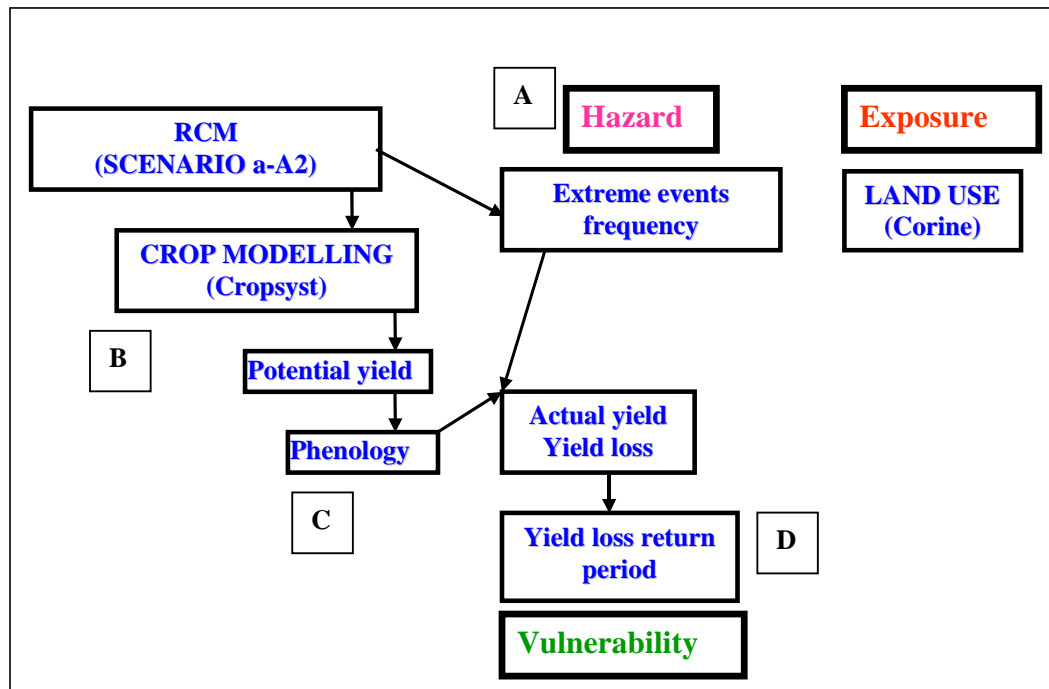 A
Hazard
Exposure
RCM
(SCENARIO a-A2)
Extreme events
frequency
LAND USE
(Corine)
CROP MODELLING
(Cropsyst)
B
Potential yield
Actual yield
Yield loss
Phenology
C
Yield loss return
period
D
Vulnerability